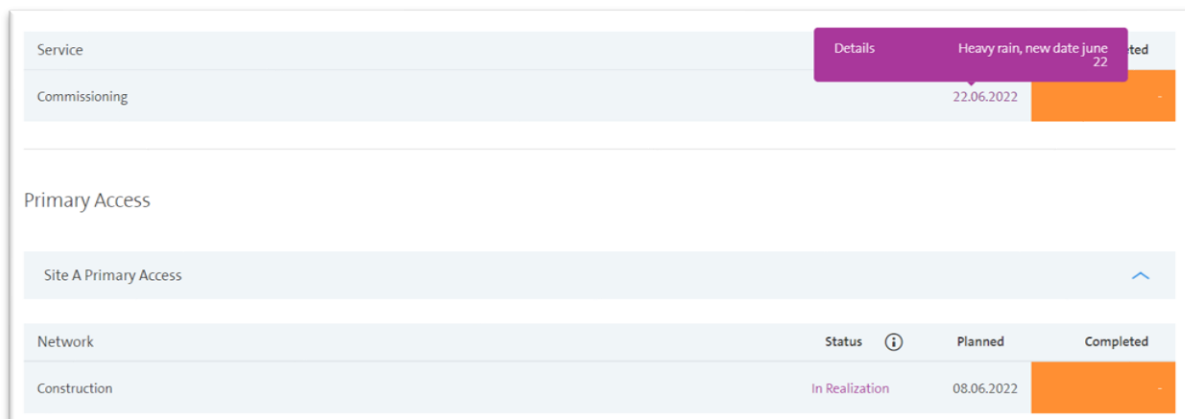 Service
Details Heavy rain, new date june
22
ted
Commissioning 22.06.2022 -
Primary Access
Site A Primary Access
Network Status i Planned Completed
Construction In Realization 08.06.2022 -